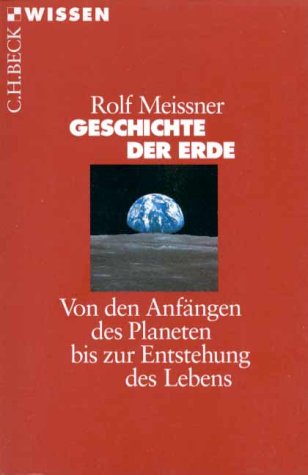 C.H.BECK
WISSEN
Rolf Meissner
GESCHICHTE
DER ERDE
Von den Anfängen
des Planeten
bis zur Entstehung
des Lebens